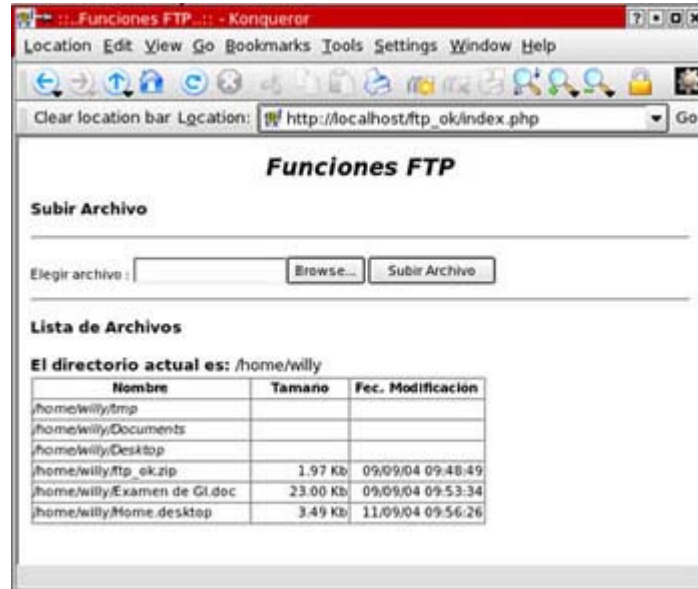 ::..Funciones FTP..:: - Konqueror
Location Edit View Go Bookmarks Tools Settings Window Help
Clear location bar Location: http://localhost/ftp_ok/index.php Go
Funciones FTP
Subir Archivo
Elegir archivo : Browse... Subir Archivo
Lista de Archivos
El directorio actual es: /home/willy
Nombre Tamano Fec. Modificación
/home/willy/tmp
/home/willy/Documents
/home/willy/Desktop
/home/willy/ftp_ok.zip 1.97 Kb 09/09/04 09:48:49
/home/willy/Examen de GI.doc 23.00 Kb 09/09/04 09:53:34
/home/willy/Home.desktop 3.49 Kb 11/09/04 09:56:26